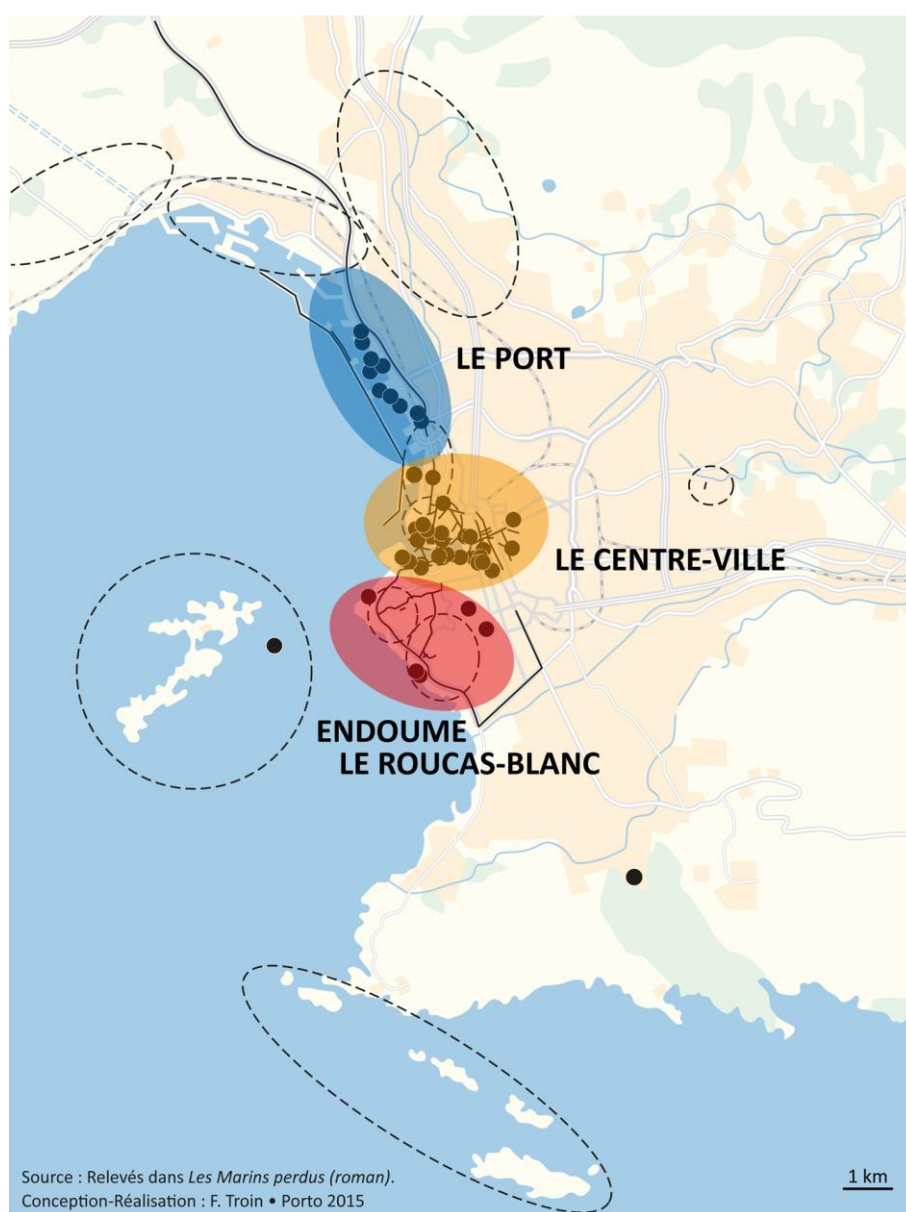 LE PORT
LE CENTRE-VILLE
ENDOUME
LE ROUCAS-BLANC
Source : Relevés dans Les Marins perdus (roman).
Conception-Réalisation : F. Troin • Porto 2015
1 km